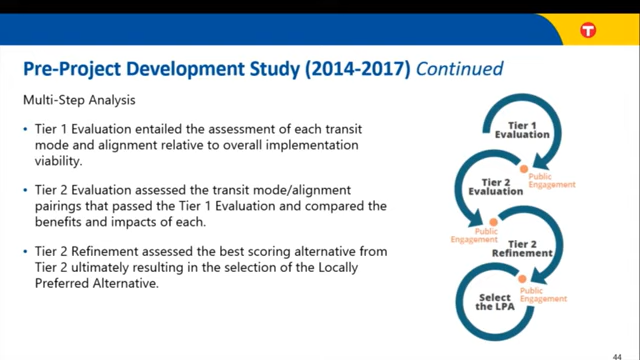 T
Pre-Project Development Study (2014-2017) Continued
Multi-Step Analysis
• Tier 1 Evaluation entailed the assessment of each transit
mode and alignment relative to overall implementation
viability.
• Tier 2 Evaluation assessed the transit mode/alignment
pairings that passed the Tier 1 Evaluation and compared the
benefits and impacts of each.
• Tier 2 Refinement assessed the best scoring alternative from
Tier 2 ultimately resulting in the selection of the Locally
Preferred Alternative.
Tier 1
Evaluation
Public
Engagement
Tier 2
Evaluation
Public
Engagement
Tier 2
Refinement
Public
Engagement
Select
the LPA
44